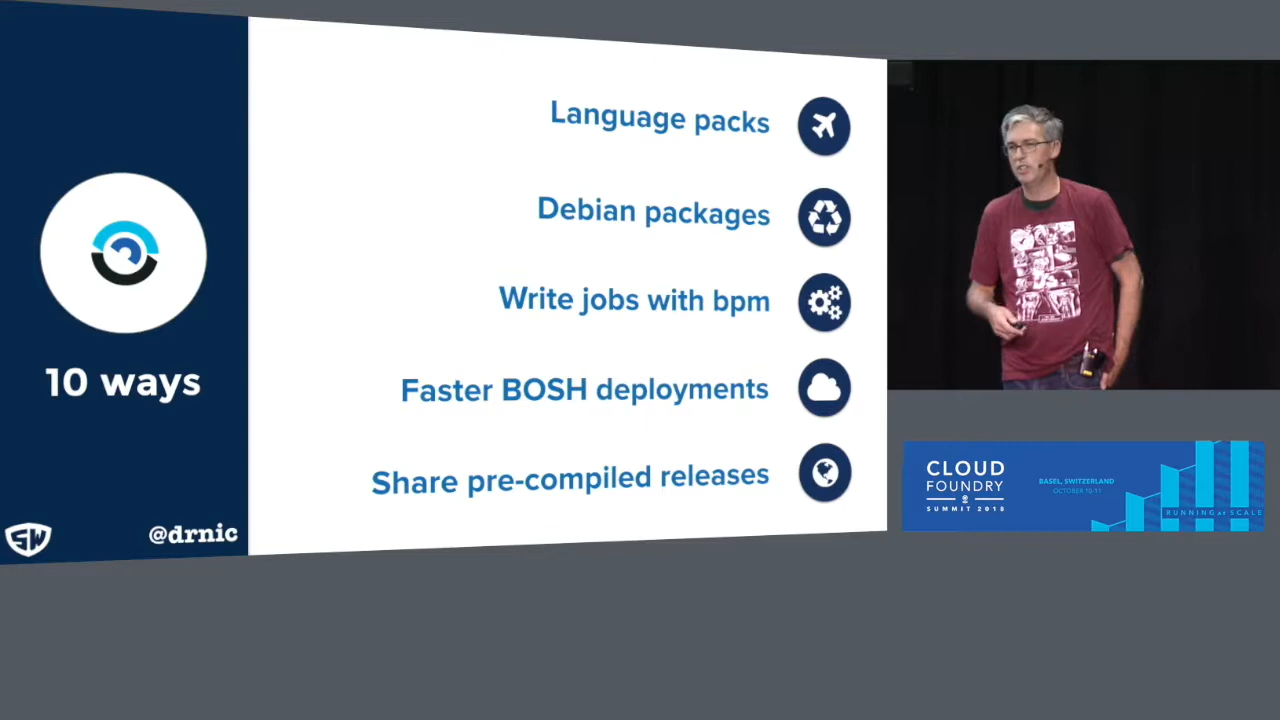 Language packs
Debian packages
Write jobs with bpm
Faster BOSH deployments
Share pre-compiled releases
10 ways
SW
@drnic
CLOUD
FOUNDRY
SUMMIT 2018
BASEL, SWITZERLAND
OCTOBER 10-11
RUNNING at SCALE